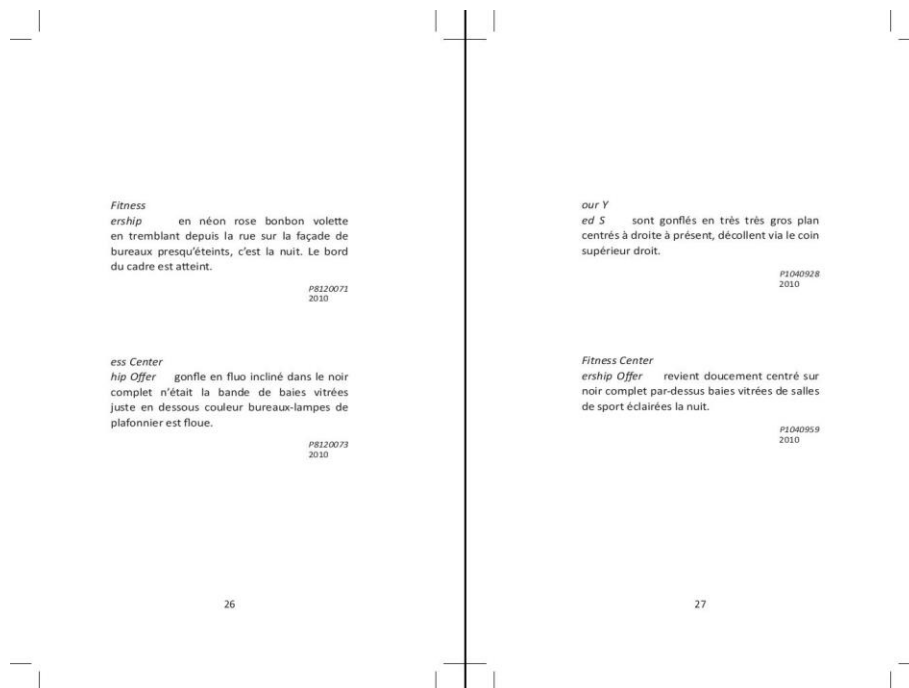 Fitness
ership en néon rose bonbon volette
en tremblant depuis la rue sur la façade de
bureaux presqu'éteints, c'est la nuit. Le bord
du cadre est atteint.
P8120071
2010
ess Center
hip Offer gonfle en fluo incliné dans le noir
complet n'était la bande de baies vitrées
juste en dessous couleur bureaux-lampes de
plafonnier est floue.
P8120073
2010
26
our Y
ed S sont gonflés en très très gros plan
centrés à droite à présent, décollent via le coin
supérieur droit.
P1040928
2010
Fitness Center
ership Offer revient doucement centré sur
noir complet par-dessus baies vitrées de salles
de sport éclairées la nuit.
P1040959
2010
27